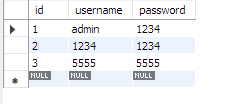 id username password
1 admin 1234
2 1234 1234
3 5555 5555
NULL NULL NULL